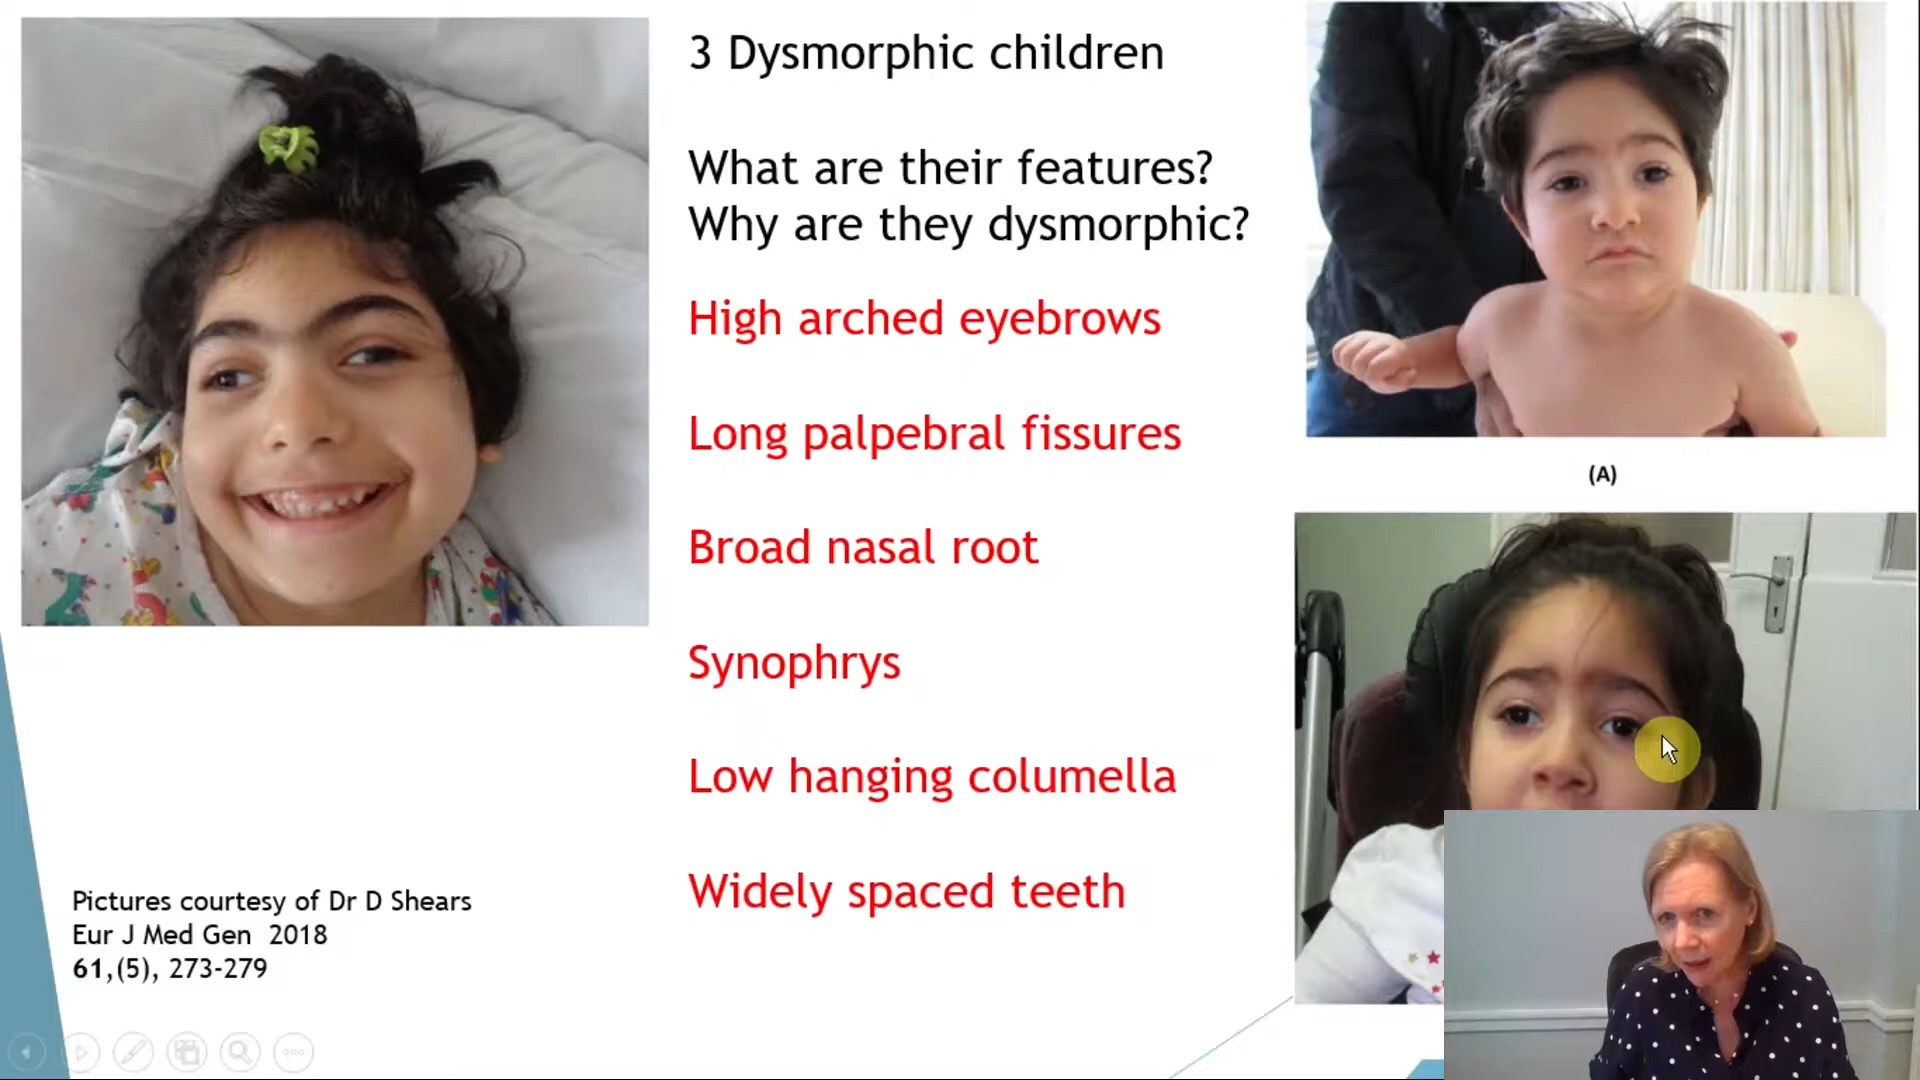 3 Dysmorphic children
What are their features?
Why are they dysmorphic?
High arched eyebrows
Long palpebral fissures
Broad nasal root
Synophrys
Low hanging columella
Widely spaced teeth
(A)
Pictures courtesy of Dr D Shears
Eur J Med Gen 2018
61,(5), 273-279